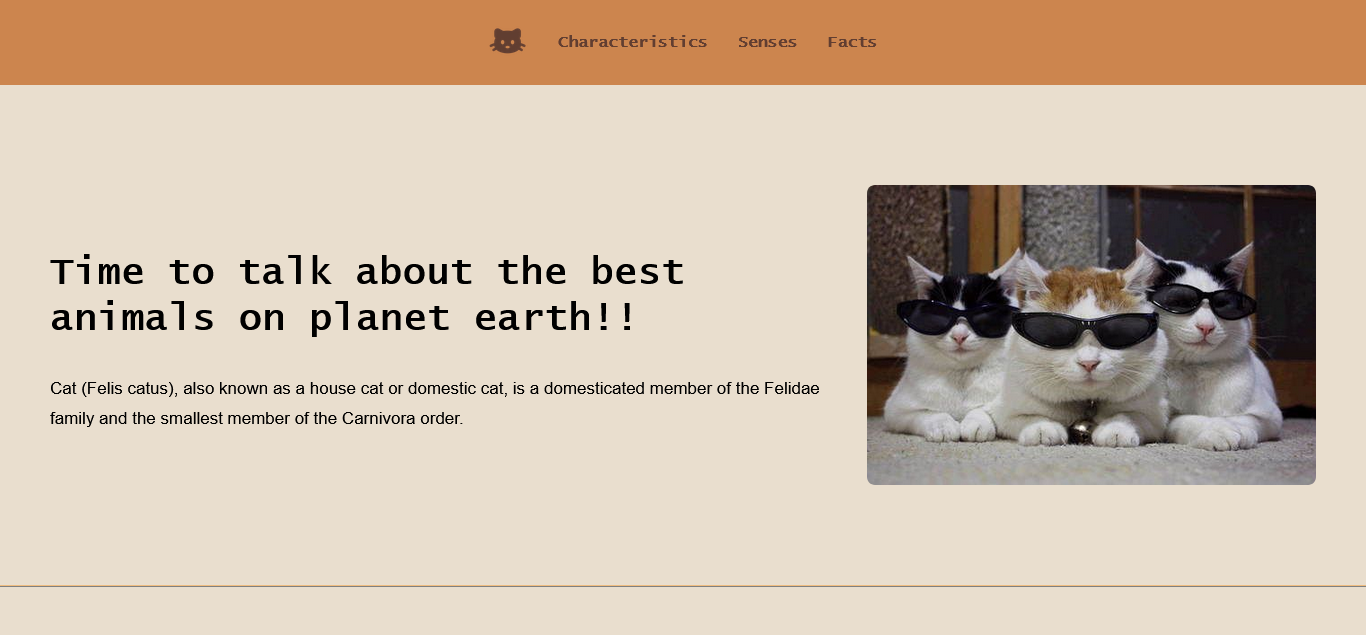 Characteristics Senses Facts
Time to talk about the best
animals on planet earth!!
Cat (Felis catus), also known as a house cat or domestic cat, is a domesticated member of the Felidae
family and the smallest member of the Carnivora order.